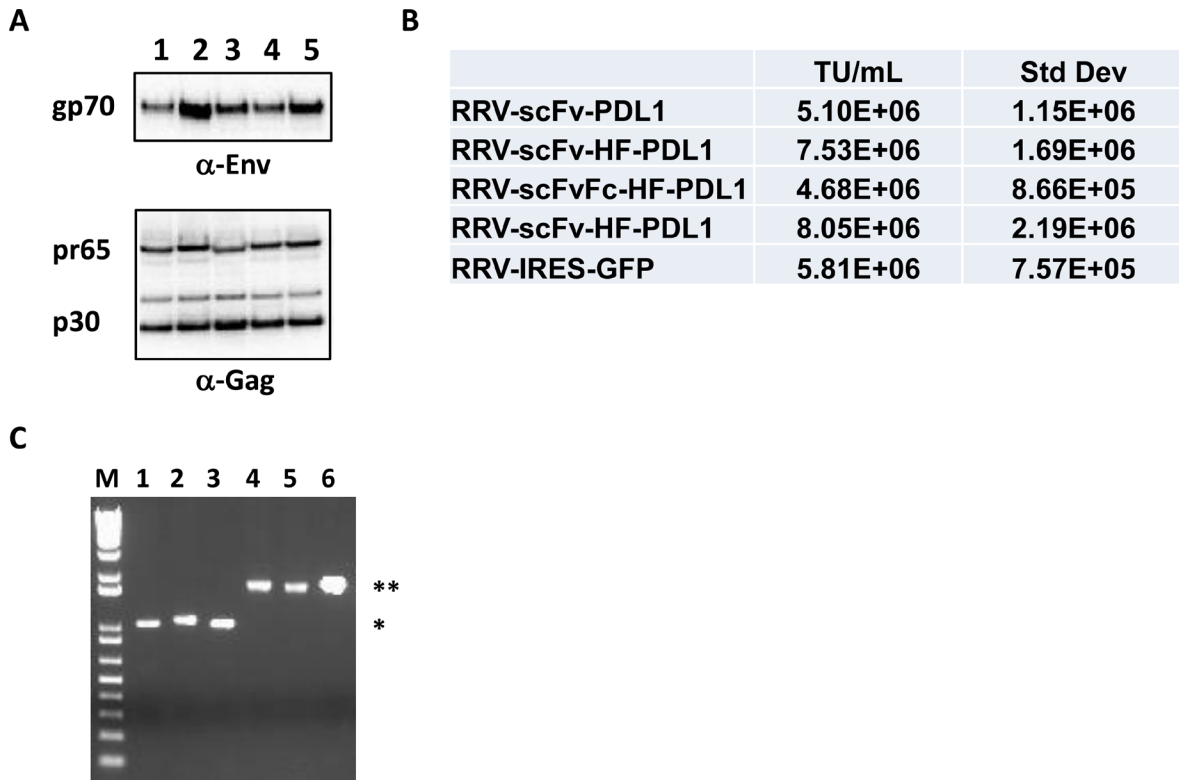 A
1 2 3 4 5
gp70
α-Env
pr65
p30
α-Gag
B
TU/mL Std Dev
RRV-scFv-PDL1 5.10E+06 1.15E+06
RRV-scFv-HF-PDL1 7.53E+06 1.69E+06
RRV-scFvFc-HF-PDL1 4.68E+06 8.66E+05
RRV-scFv-HF-PDL1 8.05E+06 2.19E+06
RRV-IRES-GFP 5.81E+06 7.57E+05
C
M 1 2 3 4 5 6
**
*